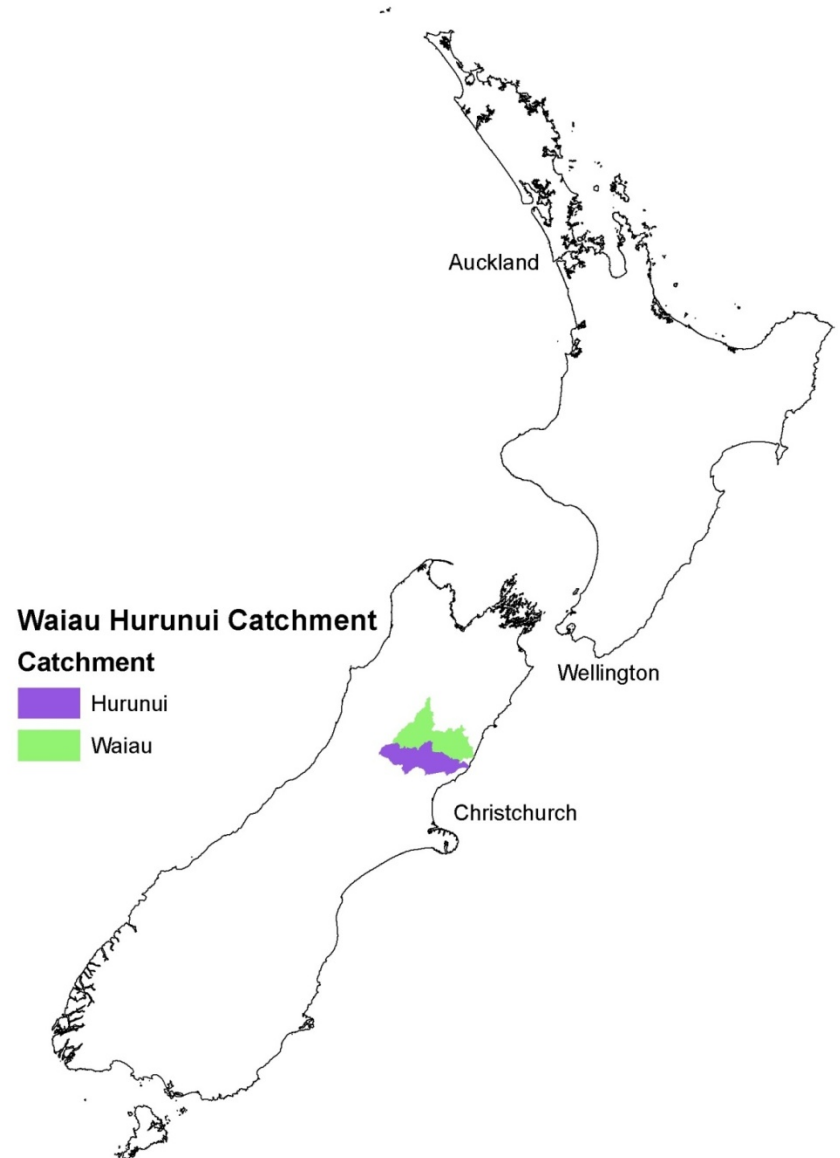 Auckland
Waiau Hurunui Catchment
Catchment
Hurunui
Waiau
Wellington
Christchurch